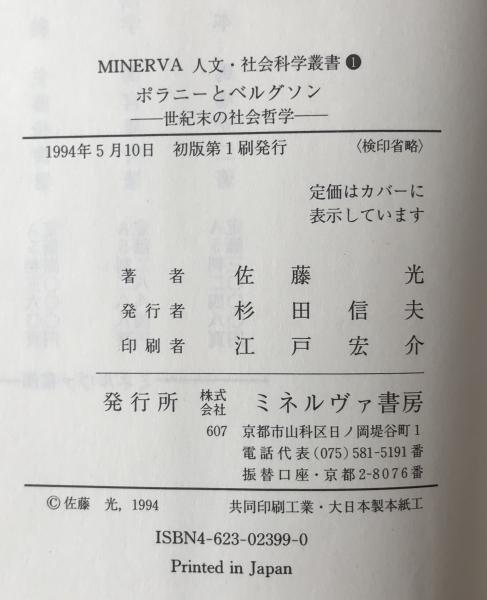 MINERVA 人文・社会科学叢書❶
ポラニーとベルグソン
——世紀末の社会哲学——
1994年5月10日 初版第1刷発行 〈検印省略〉
定価はカバーに
表示しています
著者 佐藤光
発行者 杉田信夫
印刷者 江戸宏介
発行所 株式会社 ミネルヴァ書房
607 京都市山科区日ノ岡堤谷町1
電話代表(075)581-5191番
振替口座・京都2-8076番
©佐藤光, 1994 共同印刷工業・大日本製本紙工
ISBN4-623-02399-0
Printed in Japan